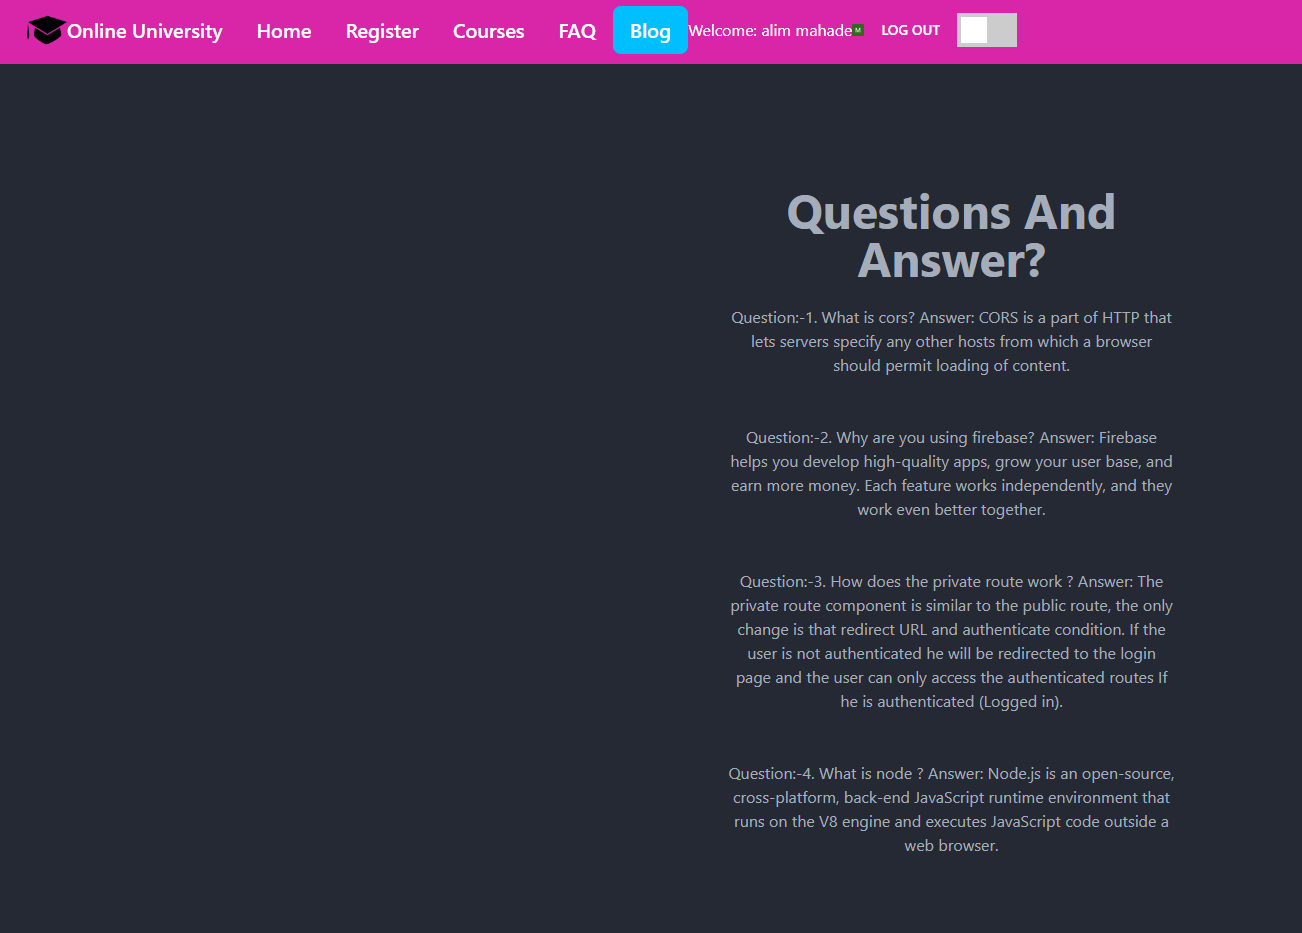 Online University Home Register Courses FAQ Blog Welcome: alim mahade M LOG OUT
Questions And
Answer?
Question:-1. What is cors? Answer: CORS is a part of HTTP that
lets servers specify any other hosts from which a browser
should permit loading of content.
Question:-2. Why are you using firebase? Answer: Firebase
helps you develop high-quality apps, grow your user base, and
earn more money. Each feature works independently, and they
work even better together.
Question:-3. How does the private route work ? Answer: The
private route component is similar to the public route, the only
change is that redirect URL and authenticate condition. If the
user is not authenticated he will be redirected to the login
page and the user can only access the authenticated routes If
he is authenticated (Logged in).
Question:-4. What is node ? Answer: Node.js is an open-source,
cross-platform, back-end JavaScript runtime environment that
runs on the V8 engine and executes JavaScript code outside a
web browser.